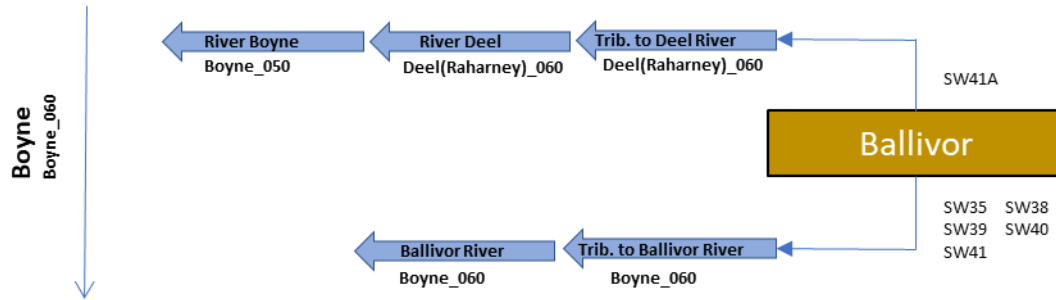 River Boyne
River Deel
Trib. to Deel River
Boyne_050
Deel(Raharney)_060
Deel(Raharney)_060
SW41A
Boyne
Boyne_060
Ballivor
SW35 SW38
SW39 SW40
SW41
Ballivor River
Trib. to Ballivor River
Boyne_060
Boyne_060